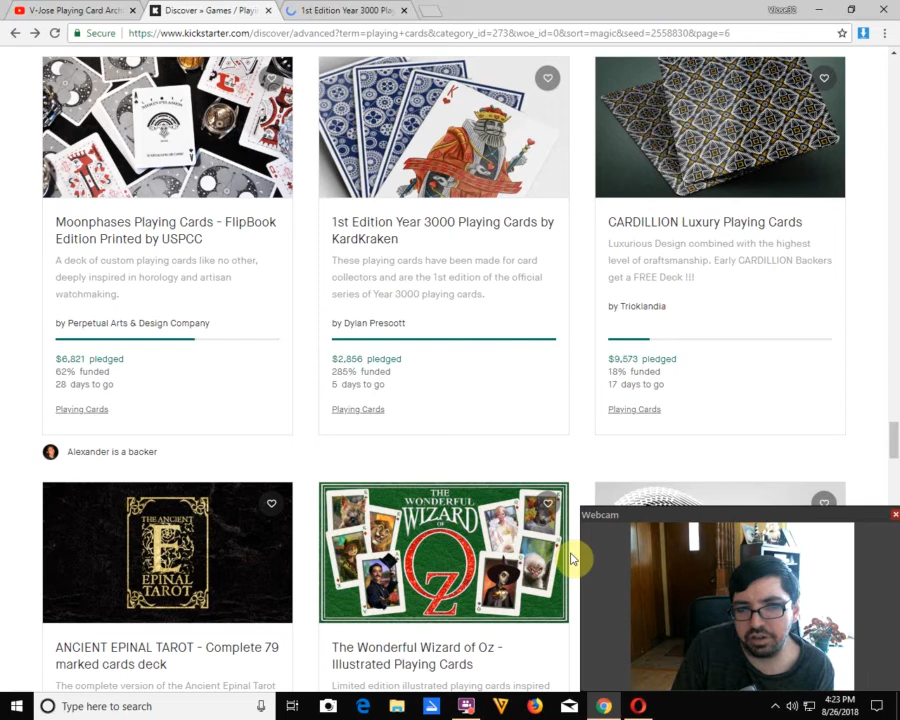 V-Jose Playing Card Arch
Discover » Games / Playi
1st Edition Year 3000 Pla
VJose32
Secure
https://www.kickstarter.com/discover/advanced?term=playing+cards&category_id=273&woe_id=0&sort=magic&seed=2558830&page=6
Moonphases Playing Cards - FlipBook
Edition Printed by USPCC
A deck of custom playing cards like no other,
deeply inspired in horology and artisan
watchmaking.
by Perpetual Arts & Design Company
$6,821 pledged
62% funded
28 days to go
Playing Cards
Alexander is a backer
1st Edition Year 3000 Playing Cards by
KardKraken
These playing cards have been made for card
collectors and are the 1st edition of the official
series of Year 3000 playing cards.
by Dylan Prescott
$2,856 pledged
285% funded
5 days to go
Playing Cards
CARDILLION Luxury Playing Cards
Luxurious Design combined with the highest
level of craftsmanship. Early CARDILLION Backers
get a FREE Deck !!!
by Tricklandia
$9,573 pledged
18% funded
17 days to go
Playing Cards
THE ANCIENT
E
EPINAL
TAROT
ANCIENT EPINAL TAROT - Complete 79
marked cards deck
The complete version of the Ancient Epinal Tarot
THE
WONDERFUL
WIZARD
OF
OZ
The Wonderful Wizard of Oz -
Illustrated Playing Cards
Limited edition illustrated playing cards inspired
Webcam
Type here to search
4:23 PM
8/26/2018